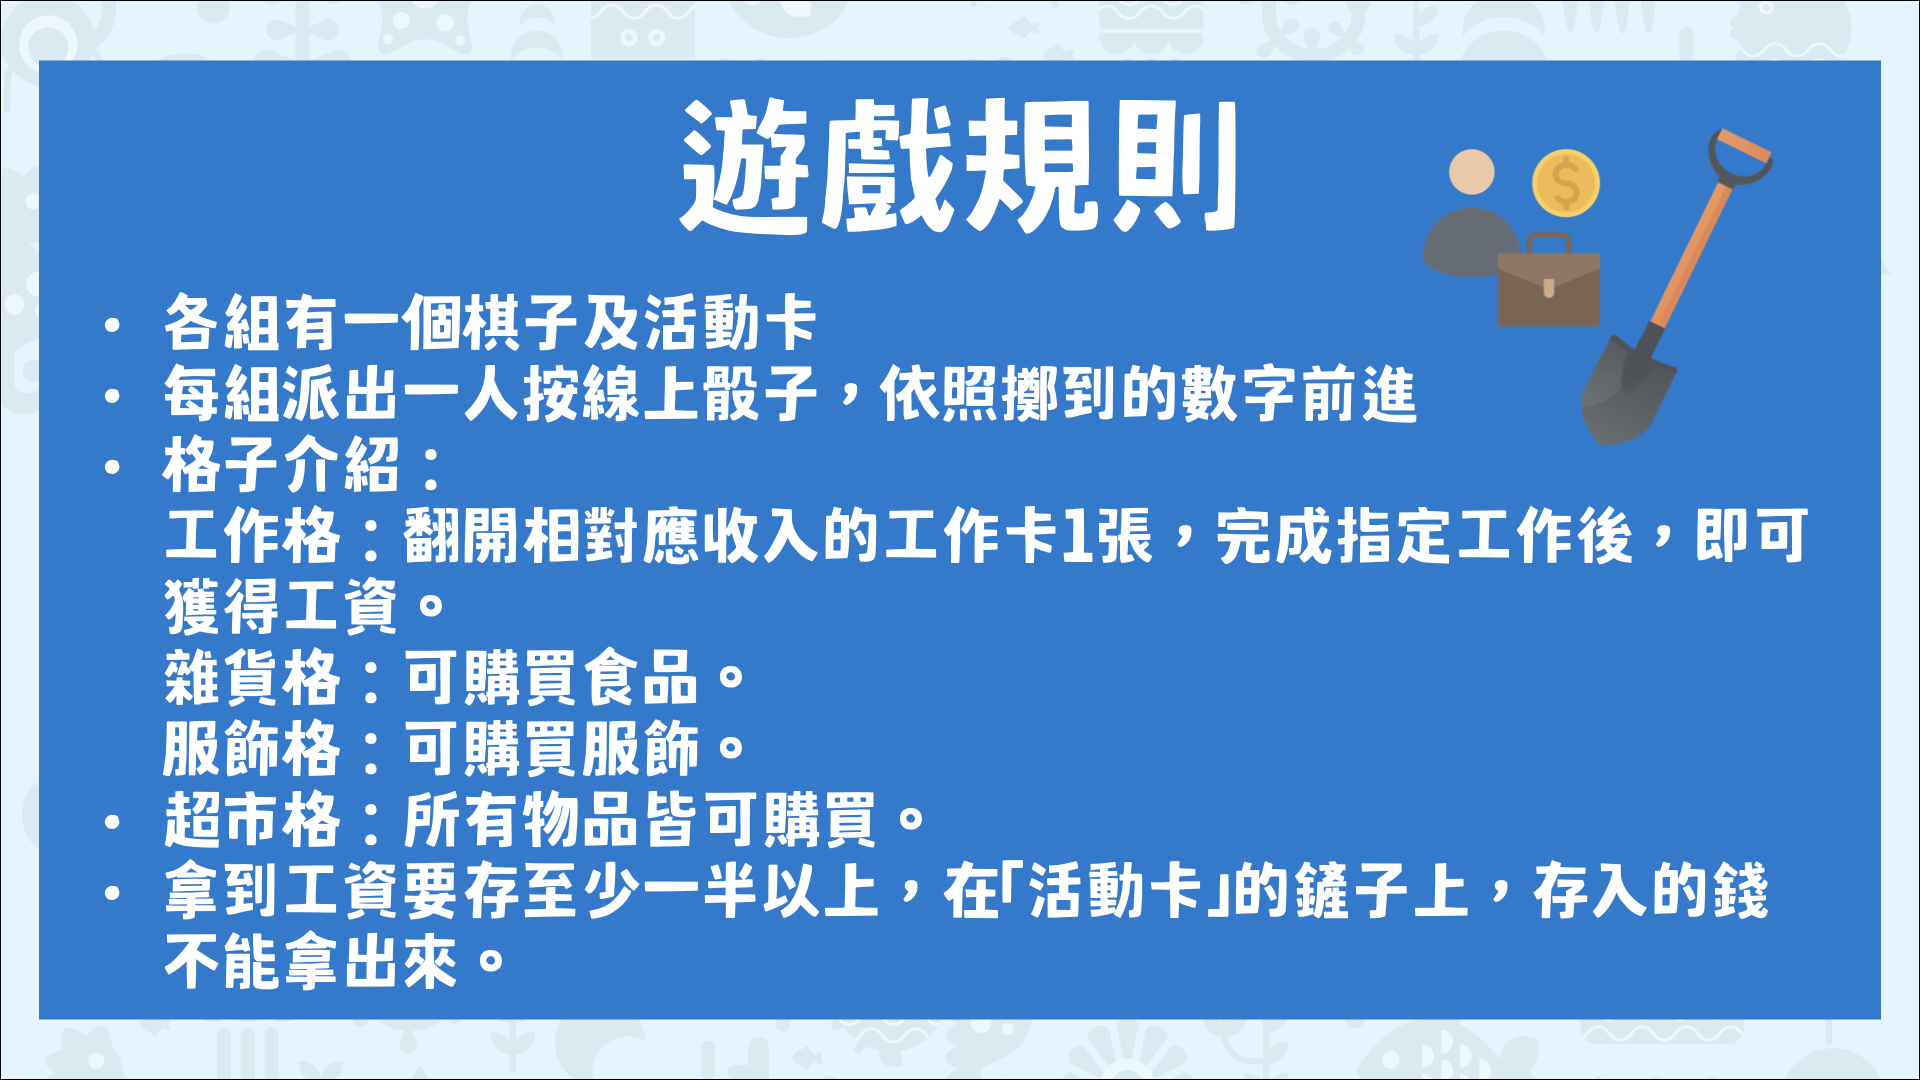 遊戲規則
• 各組有一個棋子及活動卡
• 每組派出一人按線上骰子，依照擲到的數字前進
• 格子介紹：
工作格：翻開相對應收入的工作卡1張，完成指定工作後，即可
獲得工資。
雜貨格：可購買食品。
服飾格：可購買服飾。
• 超市格：所有物品皆可購買。
• 拿到工資要存至少一半以上，在「活動卡」的鏟子上，存入的錢
不能拿出來。
$